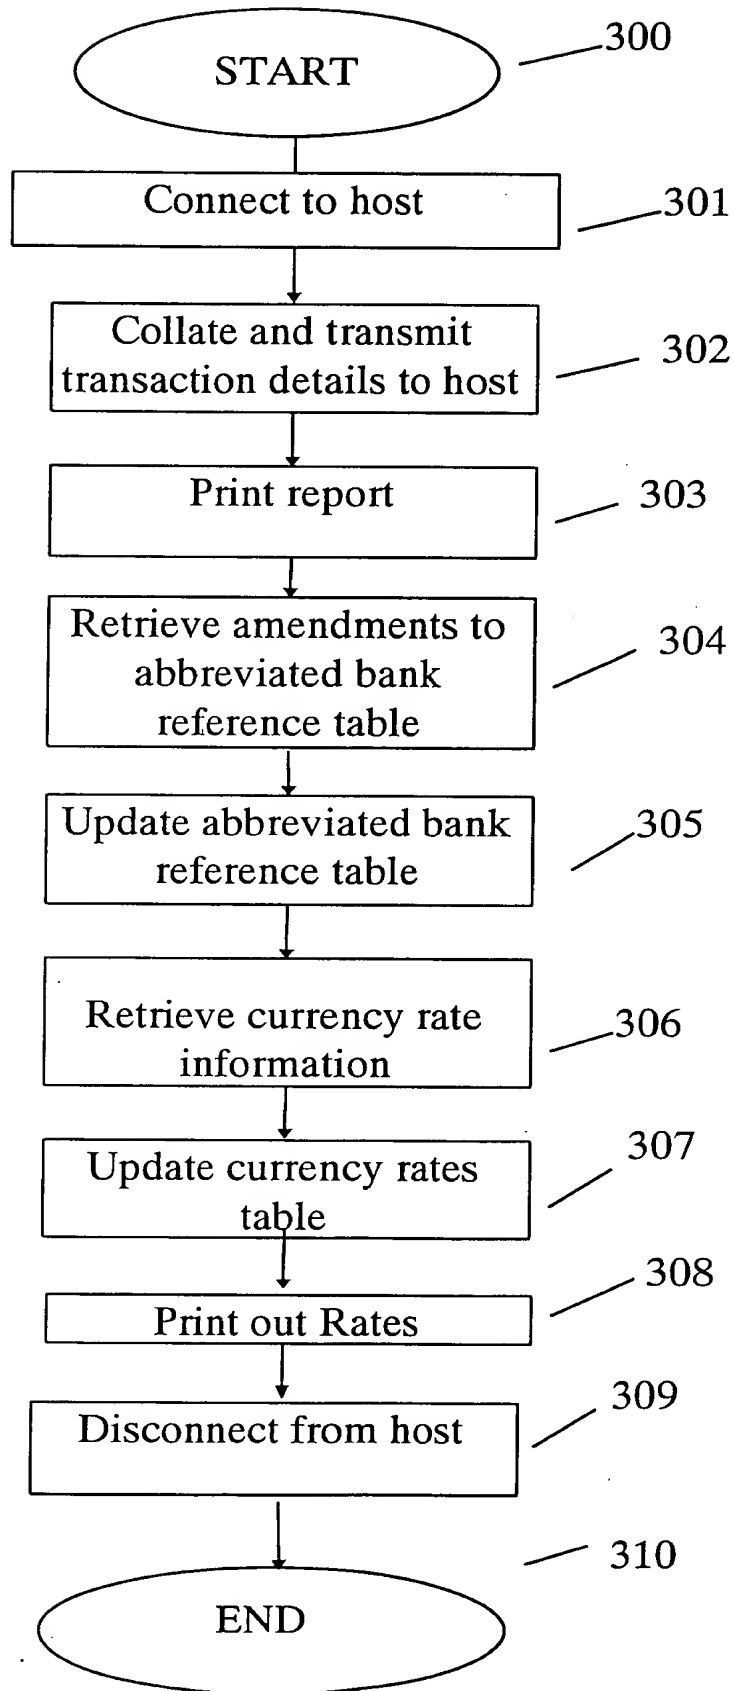 START
300
Connect to host
301
Collate and transmit
transaction details to host
302
Print report
303
Retrieve amendments to
abbreviated bank
reference table
304
Update abbreviated bank
reference table
305
Retrieve currency rate
information
306
Update currency rates
table
307
Print out Rates
308
Disconnect from host
309
END
310